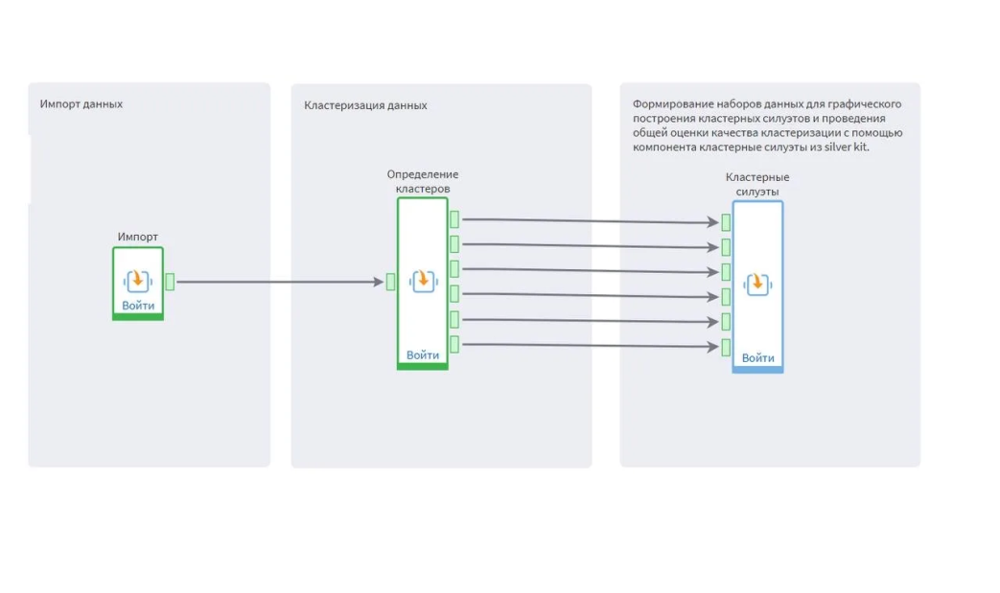 Импорт данных
Кластеризация данных
Формирование наборов данных для графического
построения кластерных силуэтов и проведения
общей оценки качества кластеризации с помощью
компонента кластерные силуэты из silver kit.
Импорт
Войти
Определение
кластеров
Войти
Кластерные
силуэты
Войти